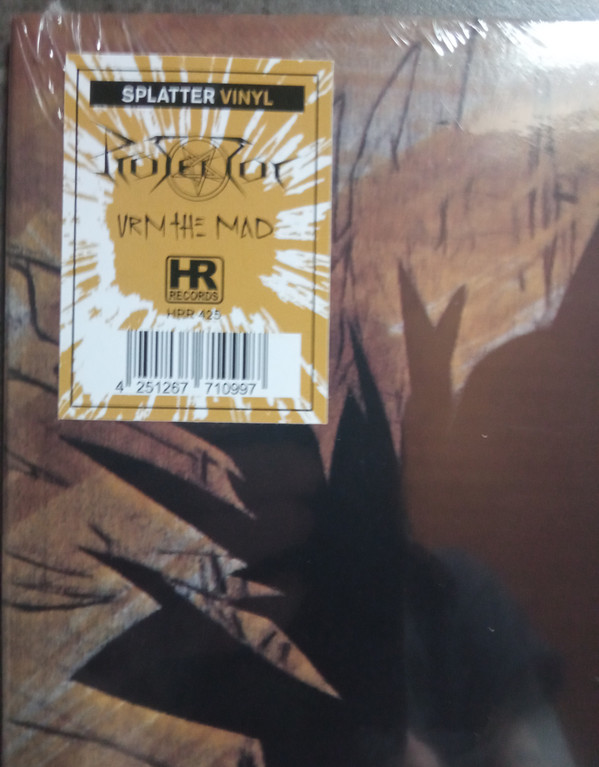 SPLATTER VINYL
Protector
URM THE MAD
HR
RECORDS
HRR 425
4 251267 710997